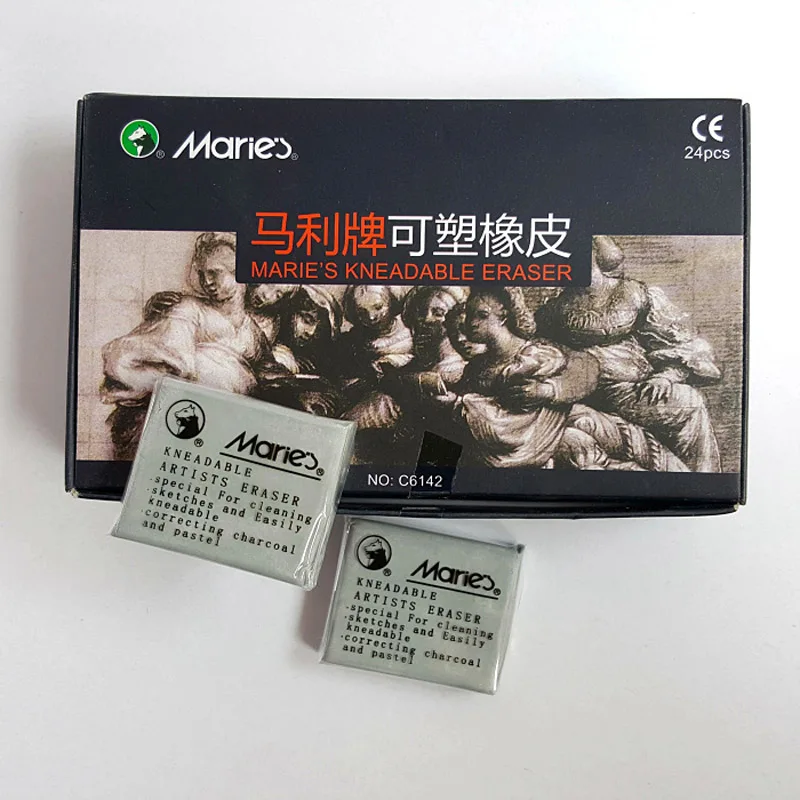 Marie's®
CE
24pcs
马利牌可塑橡皮
MARIE'S KNEADABLE ERASER
NO: C6142
®
Marie's®
KNEADABLE
ARTISTS ERASER
·special For cleaning
sketches and Easily
kneadable
·correcting charcoal
and pastel
®
Marie's®
KNEADABLE
ARTISTS ERASER
·special For cleaning
·sketches and Easily
kneadable
·correcting charcoal
and pastel